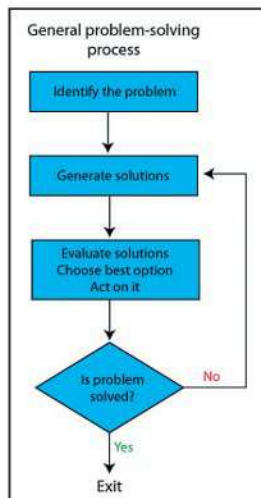 General problem-solving
process
Identify the problem
Generate solutions
Evaluate solutions
Choose best option
Act on it
Is problem
solved?
No
Yes
Exit